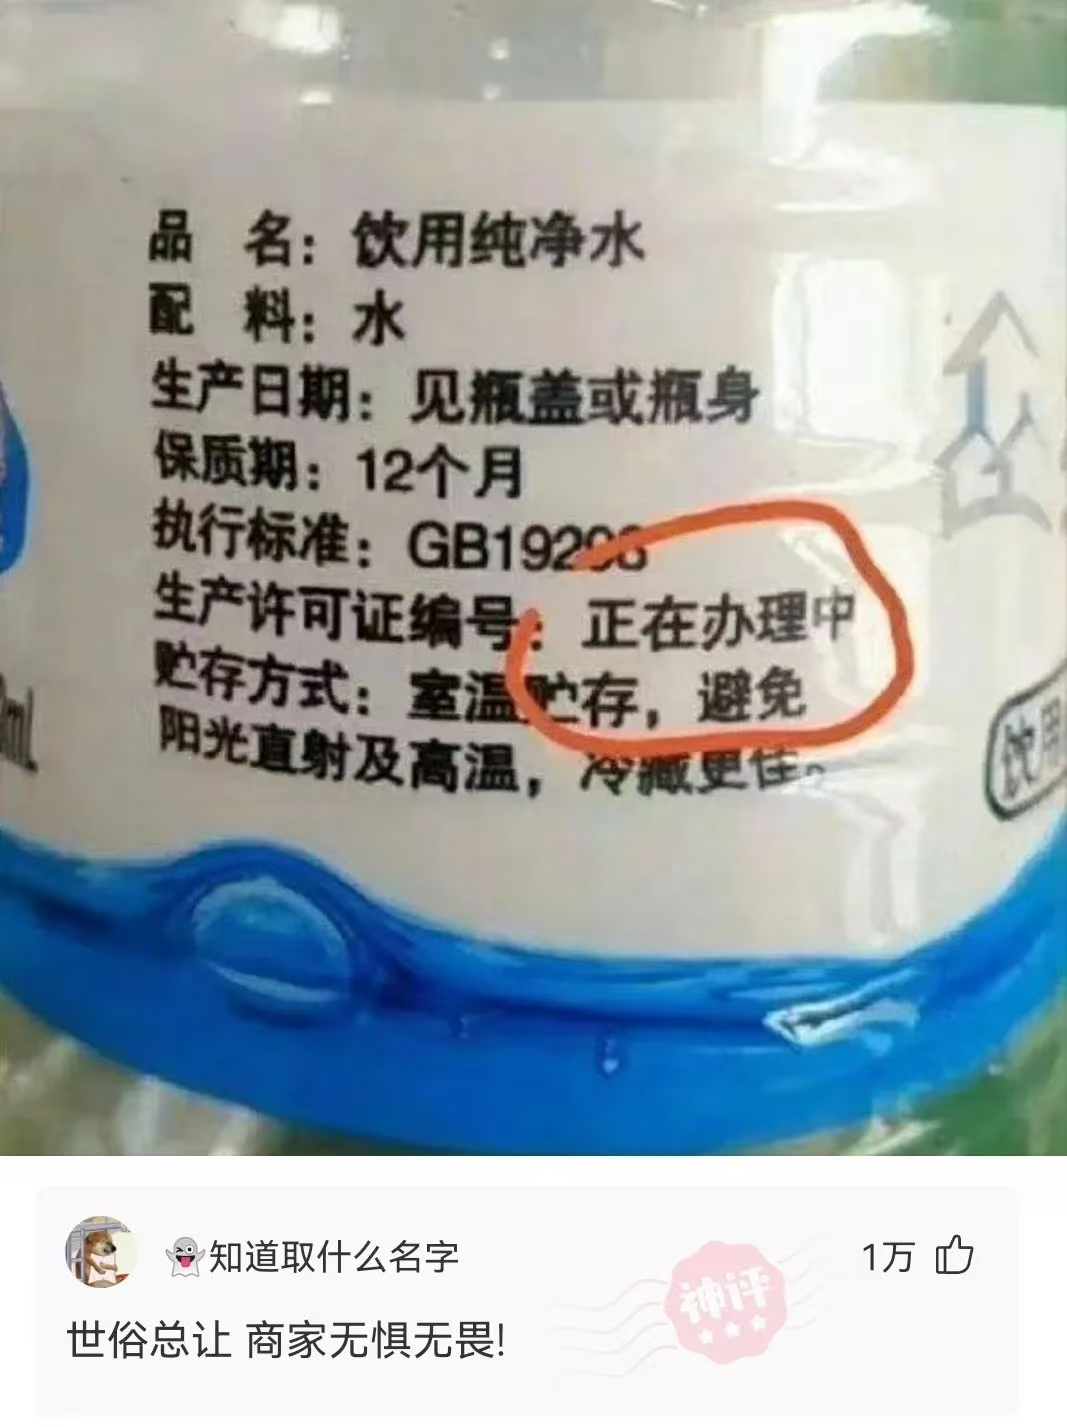 品 名：饮用纯净水
配 料：水
生产日期：见瓶盖或瓶身
保质期：12个月
执行标准：GB19298
生产许可证编号：正在办理中
贮存方式：室温贮存，避免
阳光直射及高温，冷藏更佳。
饮用
👻知道取什么名字
1万
世俗总让 商家无惧无畏!
神评